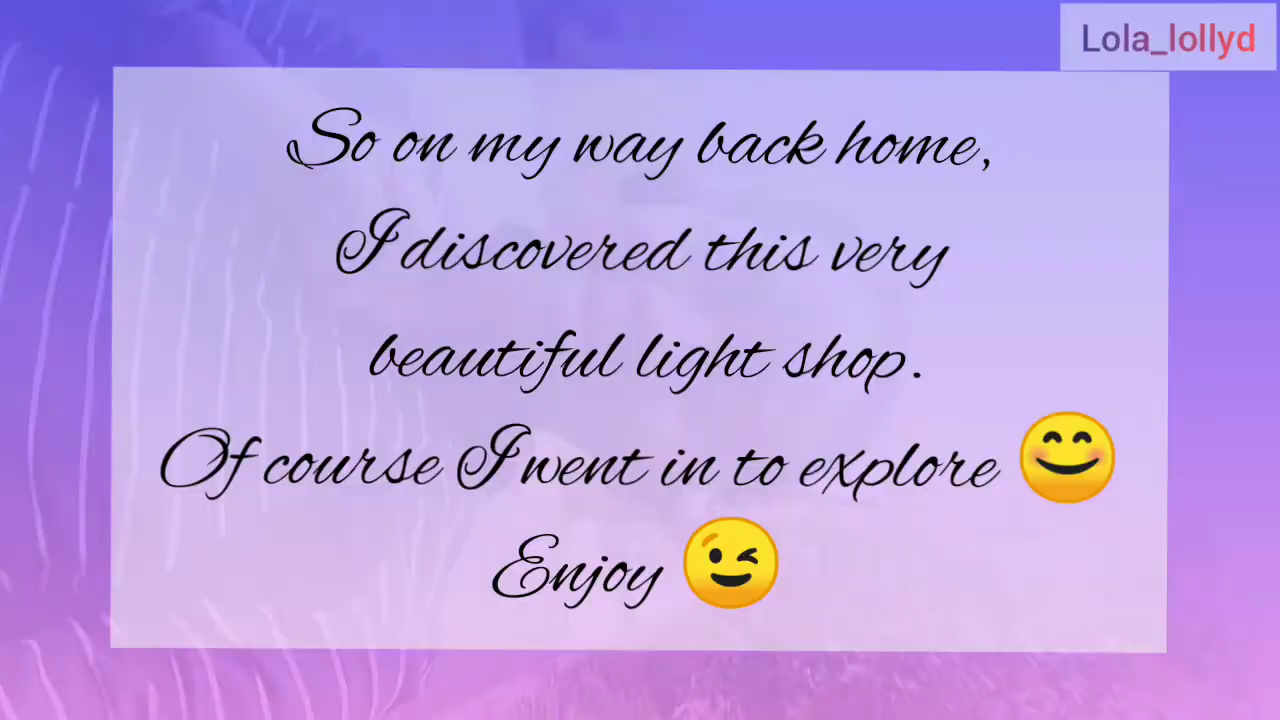 Lola_lollyd
So on my way back home,
I discovered this very
beautiful light shop.
Of course I went in to explore 😊
Enjoy 😉